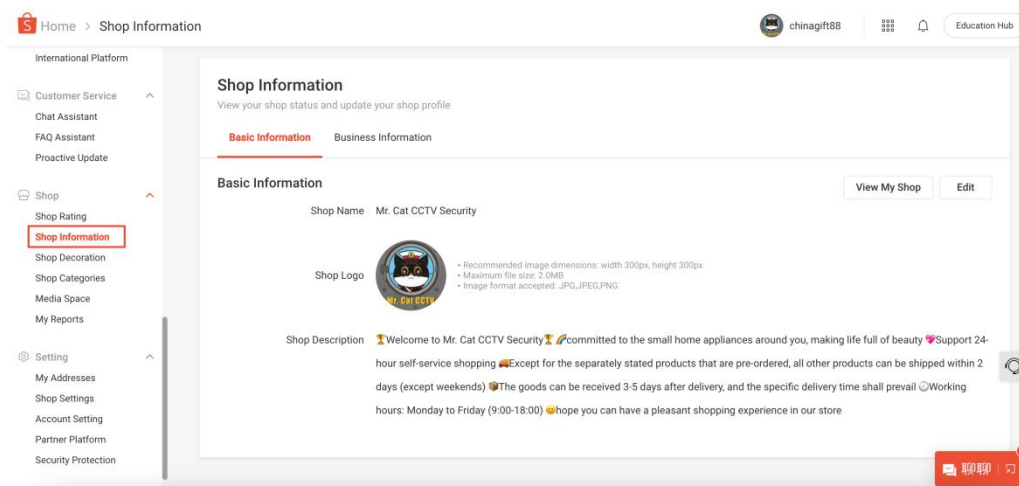 Home > Shop Information
chinagift88
Education Hub
International Platform
Customer Service
Chat Assistant
FAQ Assistant
Proactive Update
Shop
Shop Rating
Shop Information
Shop Decoration
Shop Categories
Media Space
My Reports
Setting
My Addresses
Shop Settings
Account Setting
Partner Platform
Security Protection
Shop Information
View your shop status and update your shop profile
Basic Information Business Information
Basic Information
View My Shop Edit
Shop Name Mr. Cat CCTV Security
Shop Logo
Mr. Cat CCTV
• Recommended image dimensions: width 300px, height 300px
• Maximum file size: 2.0MB
• Image format accepted: JPG,JPEG,PNG
Shop Description 🏆Welcome to Mr. Cat CCTV Security🏆 🌈committed to the small home appliances around you, making life full of beauty 💖Support 24-
hour self-service shopping 🚚Except for the separately stated products that are pre-ordered, all other products can be shipped within 2
days (except weekends) 📦The goods can be received 3-5 days after delivery, and the specific delivery time shall prevail 🕘Working
hours: Monday to Friday (9:00-18:00) 😊hope you can have a pleasant shopping experience in our store
聊聊